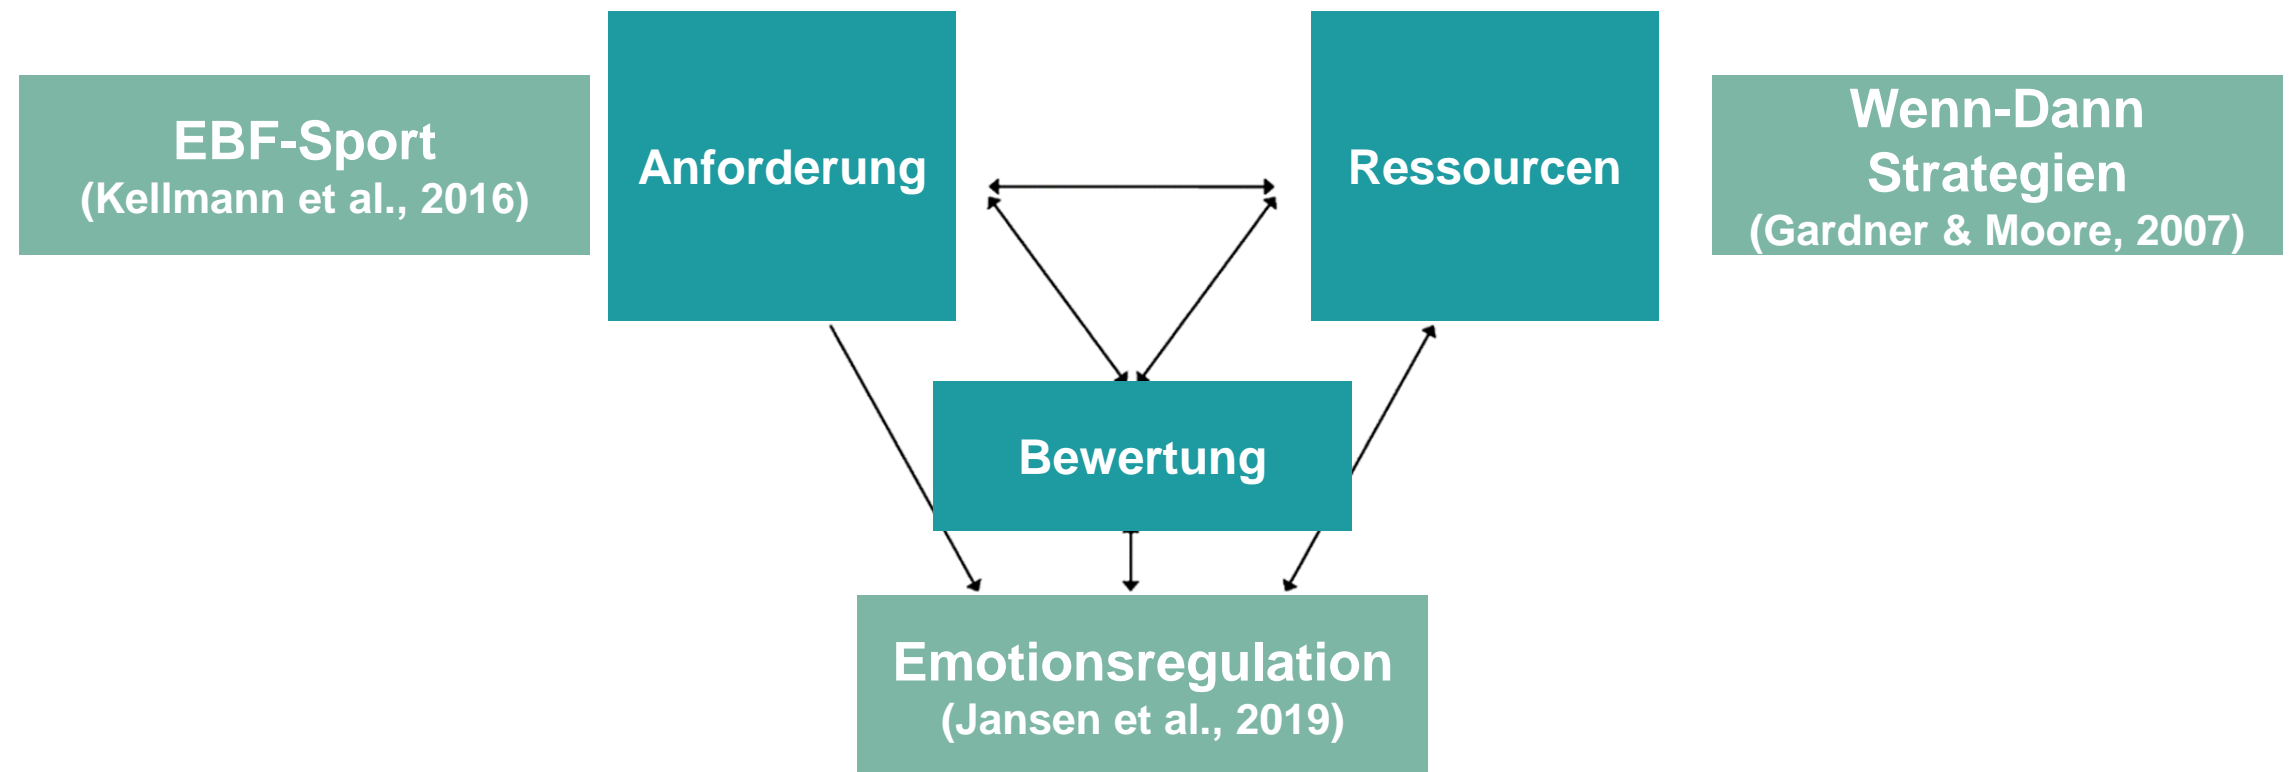 EBF-Sport
(Kellmann et al., 2016)
Anforderung
Ressourcen
Wenn-Dann
Strategien
(Gardner & Moore, 2007)
Bewertung
Emotionsregulation
(Jansen et al., 2019)